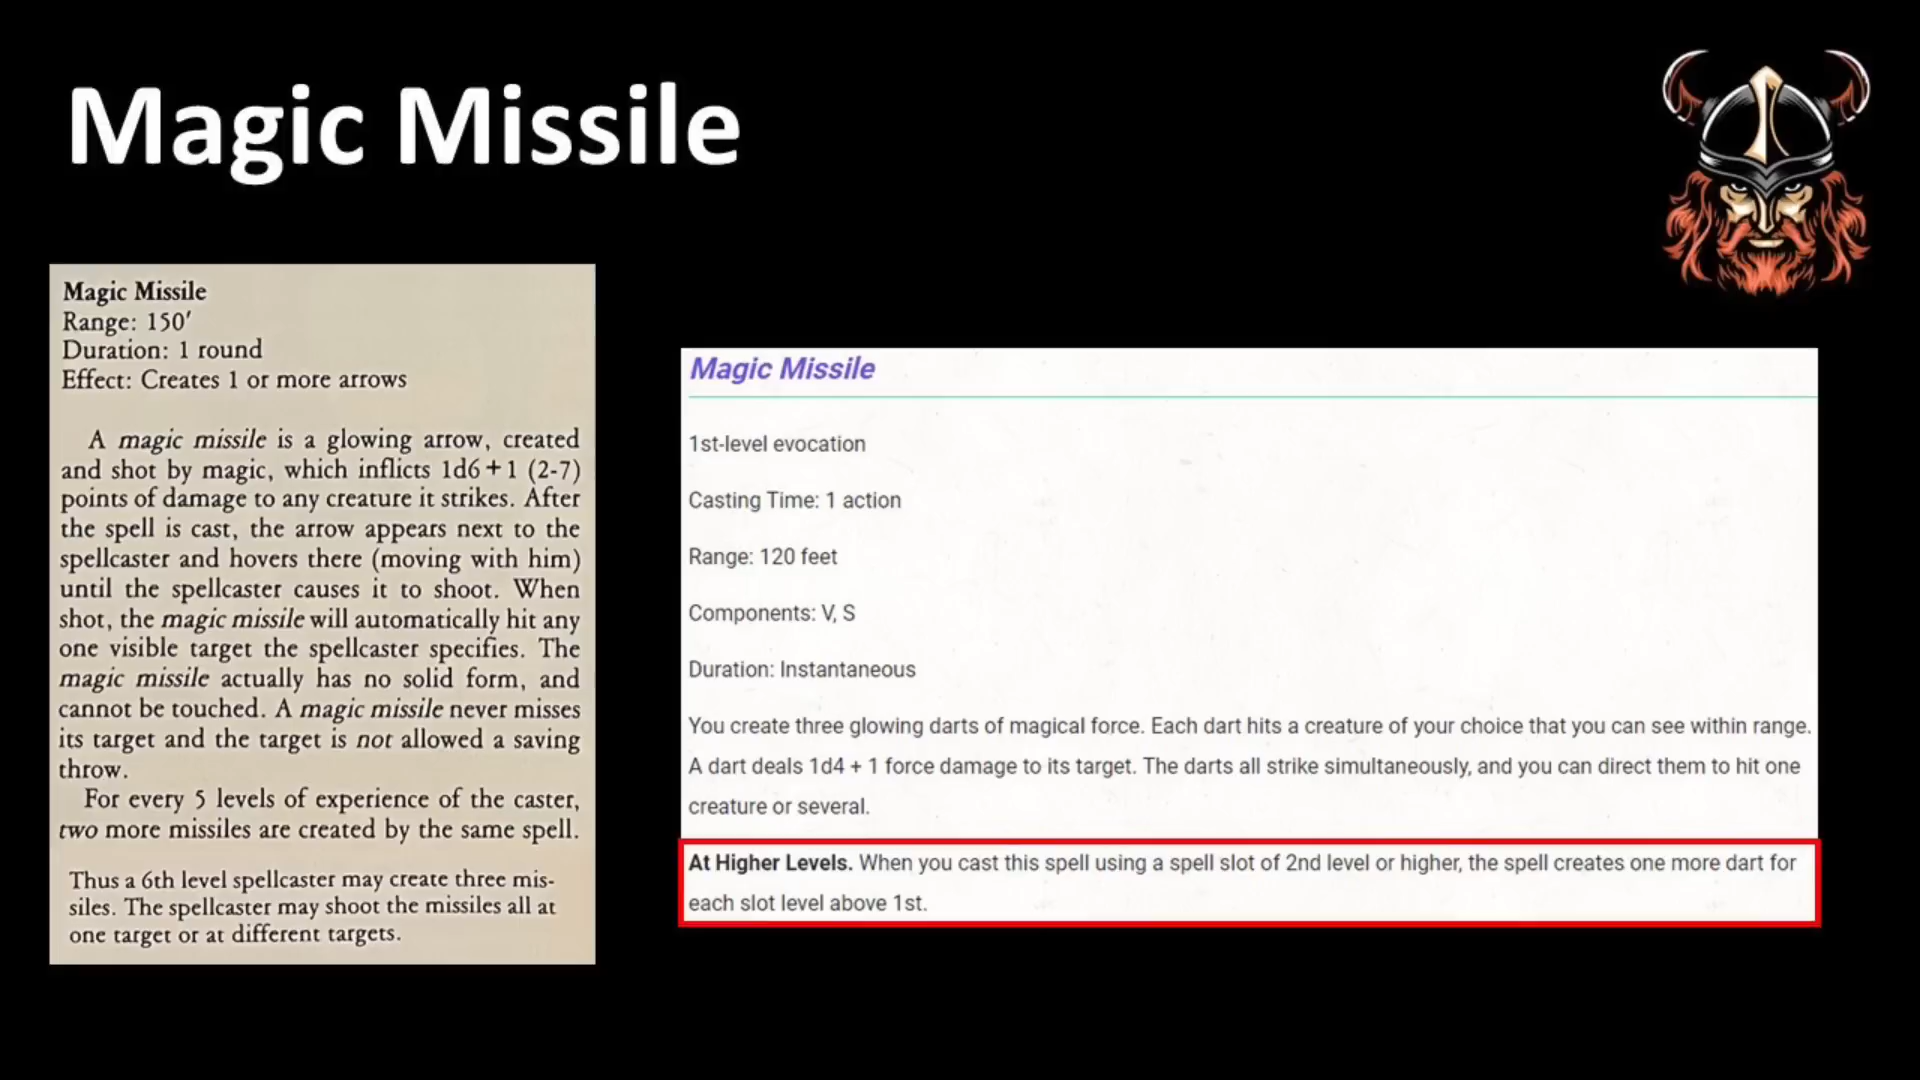 Magic Missile
Magic Missile
Range: 150'
Duration: 1 round
Effect: Creates 1 or more arrows
A magic missile is a glowing arrow, created
and shot by magic, which inflicts 1d6+1 (2-7)
points of damage to any creature it strikes. After
the spell is cast, the arrow appears next to the
spellcaster and hovers there (moving with him)
until the spellcaster causes it to shoot. When
shot, the magic missile will automatically hit any
one visible target the spellcaster specifies. The
magic missile actually has no solid form, and
cannot be touched. A magic missile never misses
its target and the target is not allowed a saving
throw.
For every 5 levels of experience of the caster,
two more missiles are created by the same spell.
Thus a 6th level spellcaster may create three mis-
siles. The spellcaster may shoot the missiles all at
one target or at different targets.
Magic Missile
1st-level evocation
Casting Time: 1 action
Range: 120 feet
Components: V, S
Duration: Instantaneous
You create three glowing darts of magical force. Each dart hits a creature of your choice that you can see within range.
A dart deals 1d4 + 1 force damage to its target. The darts all strike simultaneously, and you can direct them to hit one
creature or several.
At Higher Levels. When you cast this spell using a spell slot of 2nd level or higher, the spell creates one more dart for
each slot level above 1st.